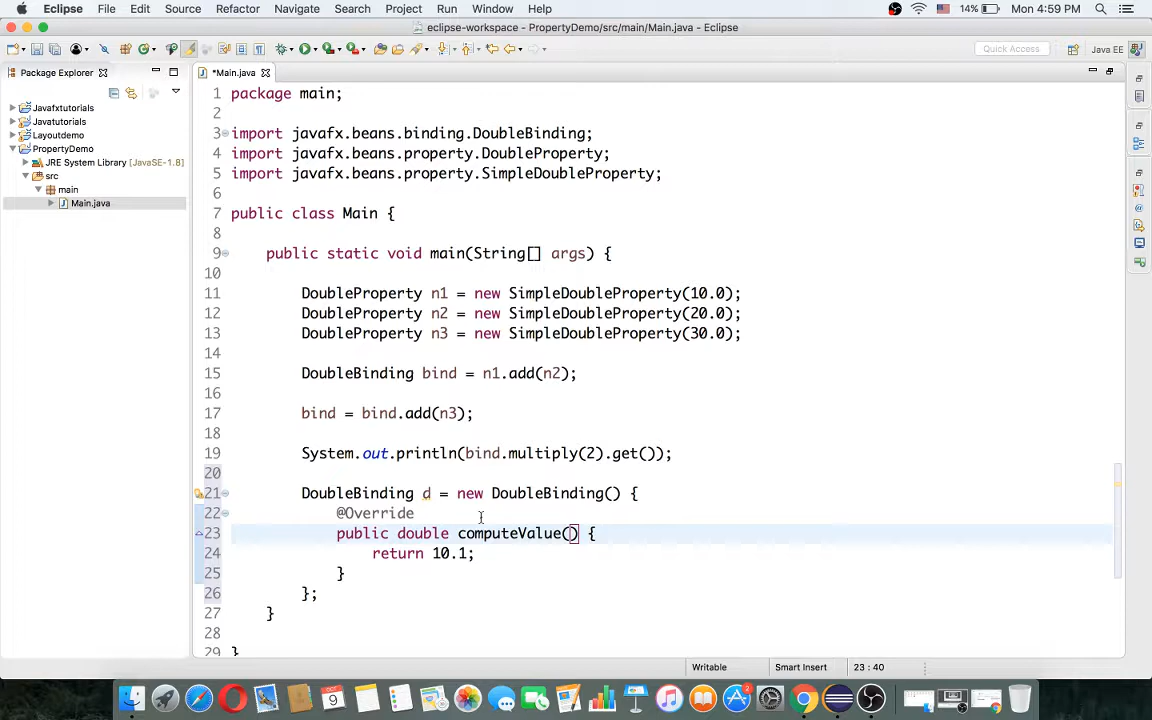 Eclipse File Edit Source Refactor Navigate Search Project Run Window Help 14% Mon 4:59 PM
eclipse-workspace - PropertyDemo/src/main/Main.java - Eclipse
Quick Access Java EE
Package Explorer
*Main.java
Javafxtutorials
Javatutorials
Layoutdemo
PropertyDemo
JRE System Library [JavaSE-1.8]
src
main
Main.java
1 package main;
2
3 import javafx.beans.binding.DoubleBinding;
4 import javafx.beans.property.DoubleProperty;
5 import javafx.beans.property.SimpleDoubleProperty;
6
7 public class Main {
8
9 public static void main(String[] args) {
10
11 DoubleProperty n1 = new SimpleDoubleProperty(10.0);
12 DoubleProperty n2 = new SimpleDoubleProperty(20.0);
13 DoubleProperty n3 = new SimpleDoubleProperty(30.0);
14
15 DoubleBinding bind = n1.add(n2);
16
17 bind = bind.add(n3);
18
19 System.out.println(bind.multiply(2).get());
20
21 DoubleBinding d = new DoubleBinding() {
22 @Override
23 public double computeValue() {
24 return 10.1;
25 }
26 };
27 }
28
29 }
Writable Smart Insert 23 : 40